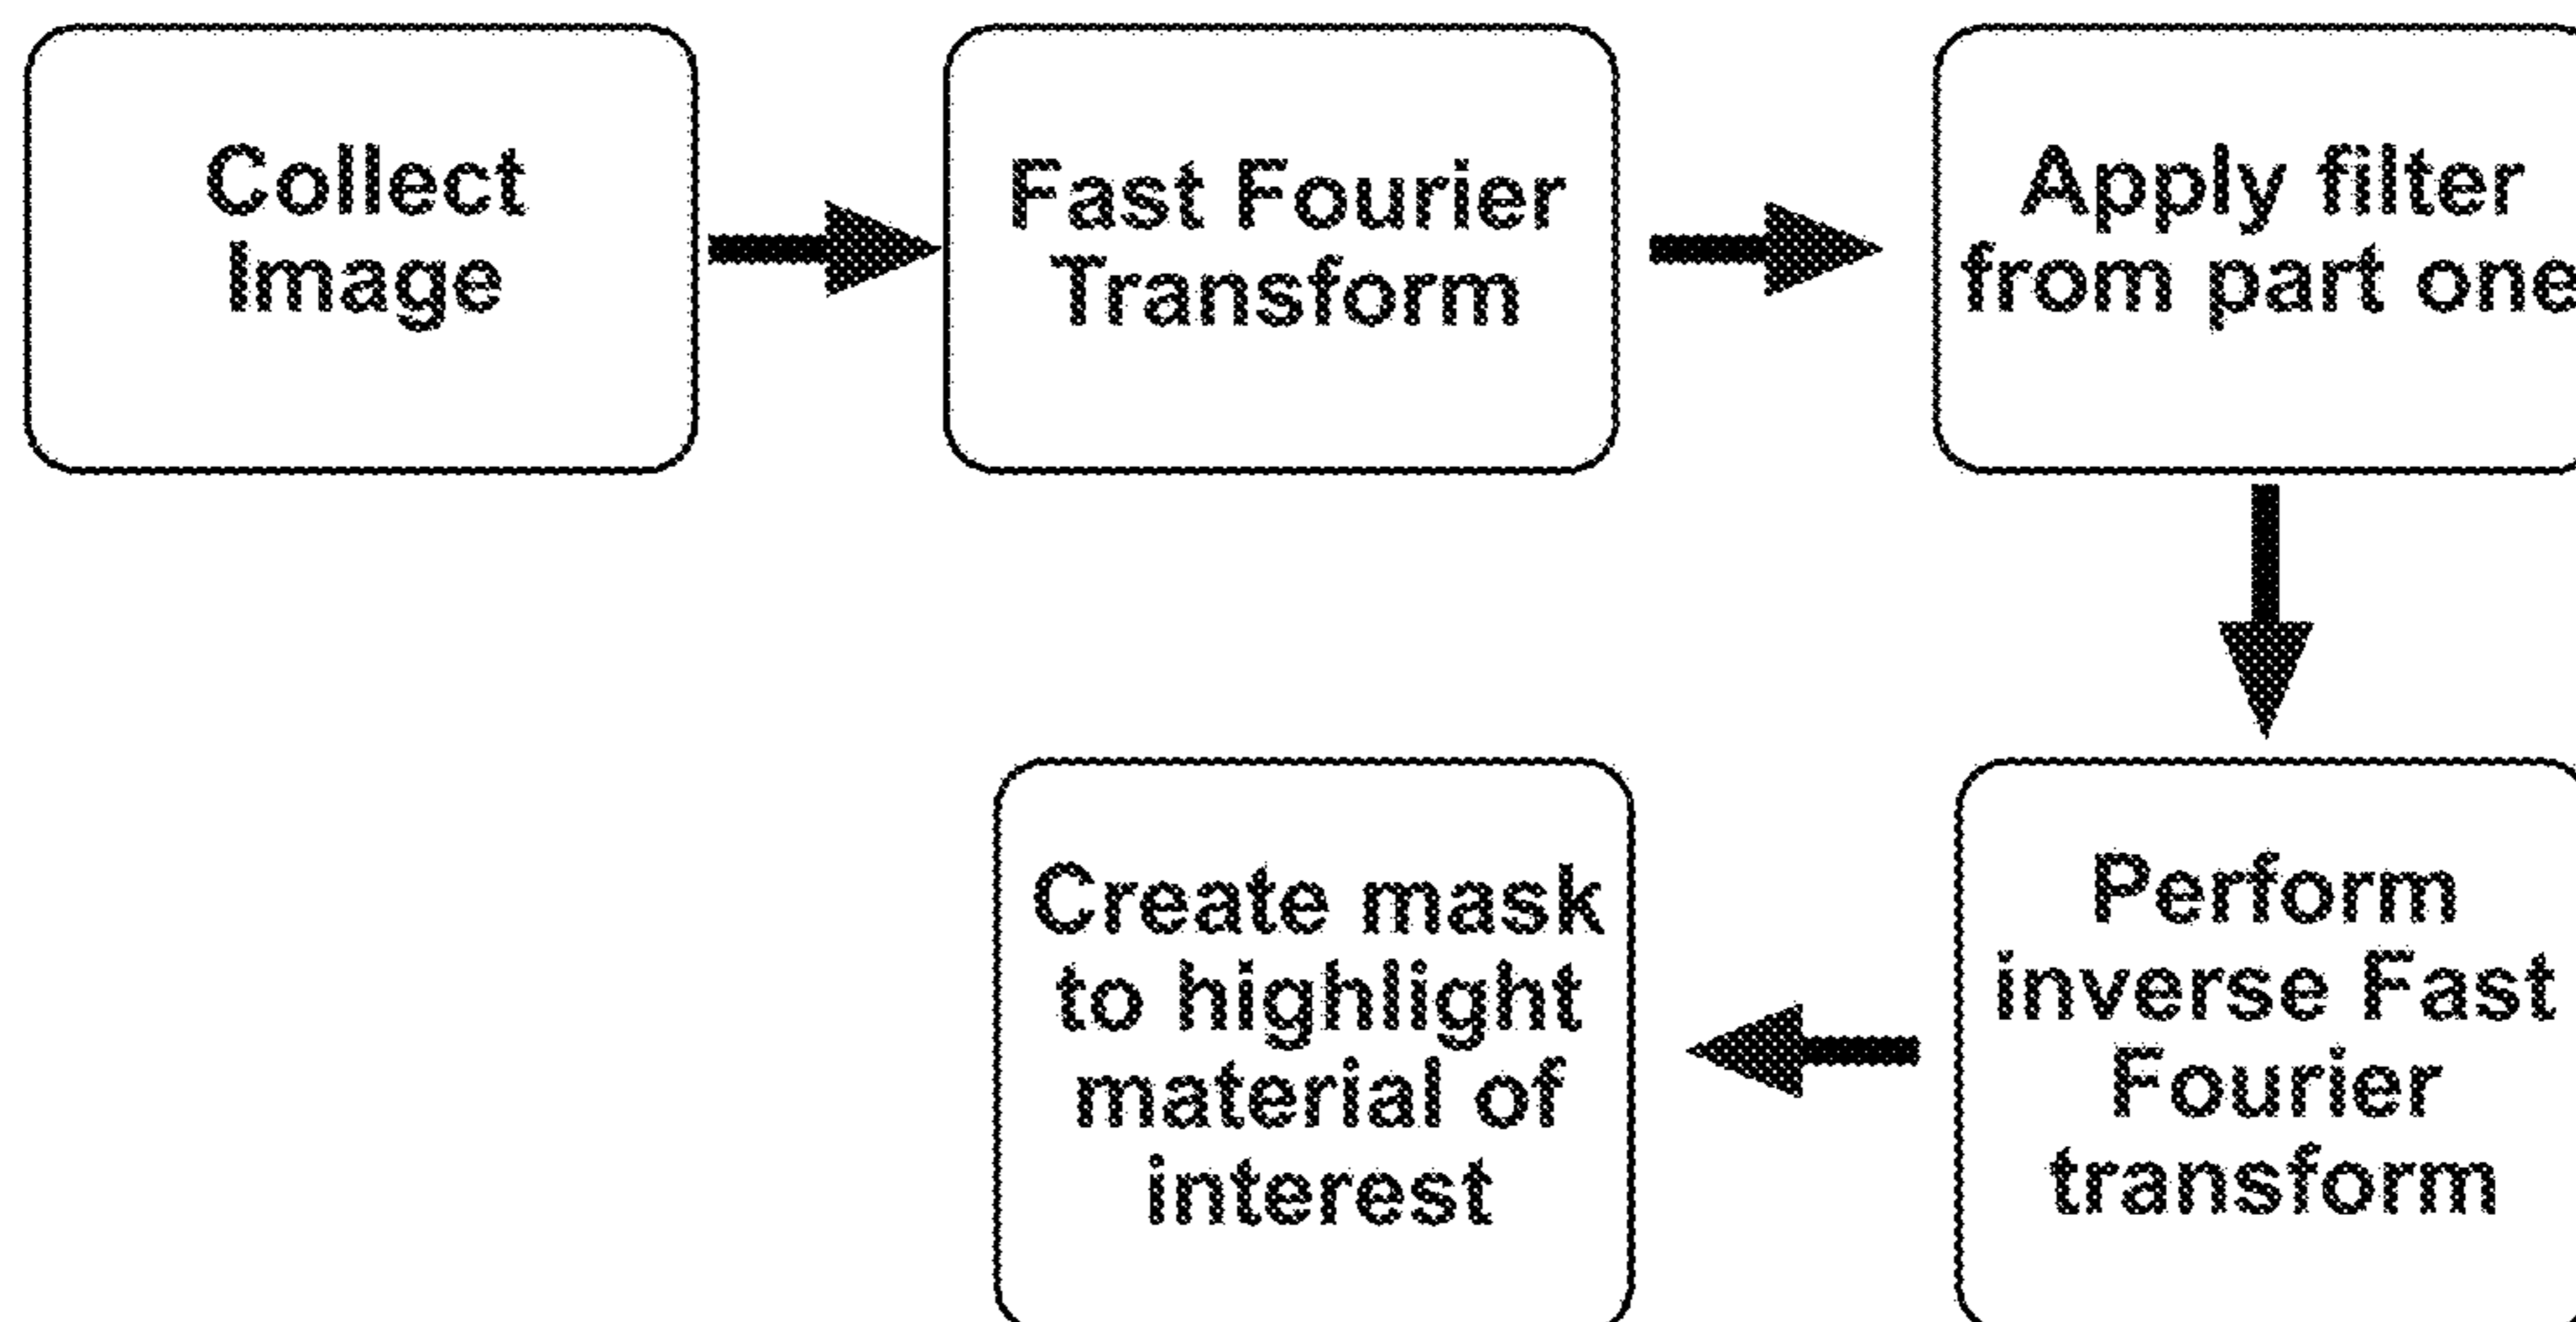 Collect
Image
Fast Fourier
Transform
Apply filter
from part one
Perform
inverse Fast
Fourier
transform
Create mask
to highlight
material of
interest